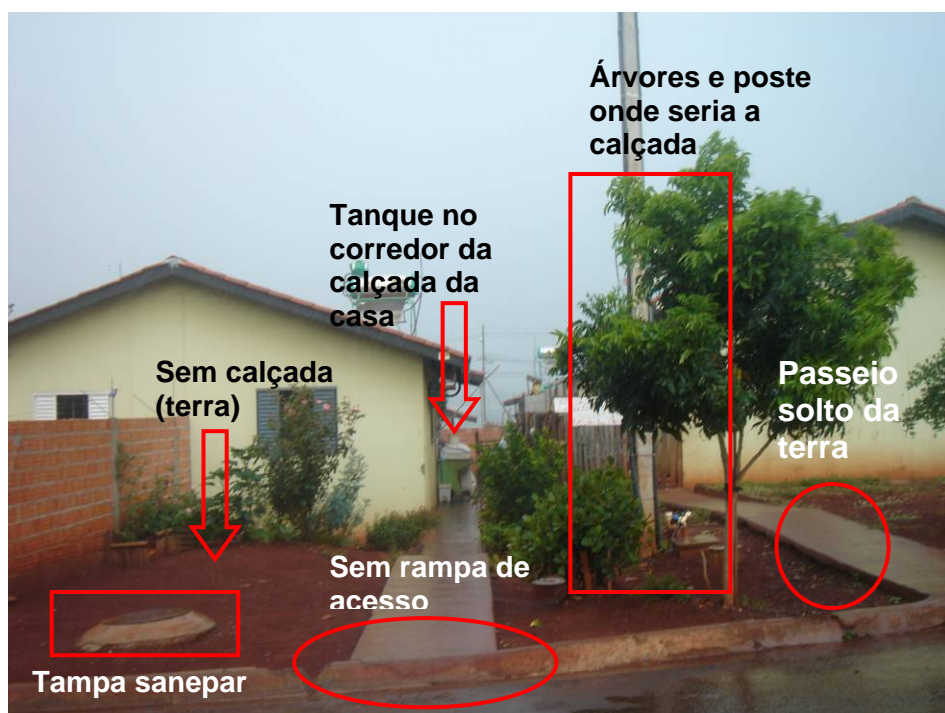 Árvores e poste
onde seria a
calçada
Tanque no
corredor da
calçada da
casa
Sem calçada
(terra)
Passeio
solto da
terra
Sem rampa de
acesso
Tampa sanepar